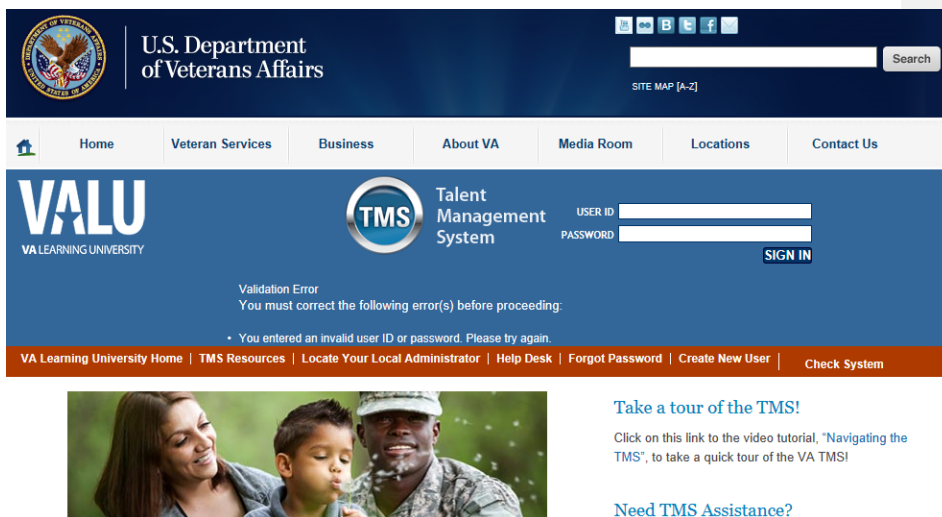 U.S. Department
of Veterans Affairs
Search
SITE MAP [A-Z]
Home
Veteran Services
Business
About VA
Media Room
Locations
Contact Us
VALU
VA LEARNING UNIVERSITY
TMS
Talent
Management
System
USER ID
PASSWORD
SIGN IN
Validation Error
You must correct the following error(s) before proceeding:
• You entered an invalid user ID or password. Please try again.
VA Learning University Home | TMS Resources | Locate Your Local Administrator | Help Desk | Forgot Password | Create New User |
Check System
Take a tour of the TMS!
Click on this link to the video tutorial, "Navigating the
TMS", to take a quick tour of the VA TMS!
Need TMS Assistance?